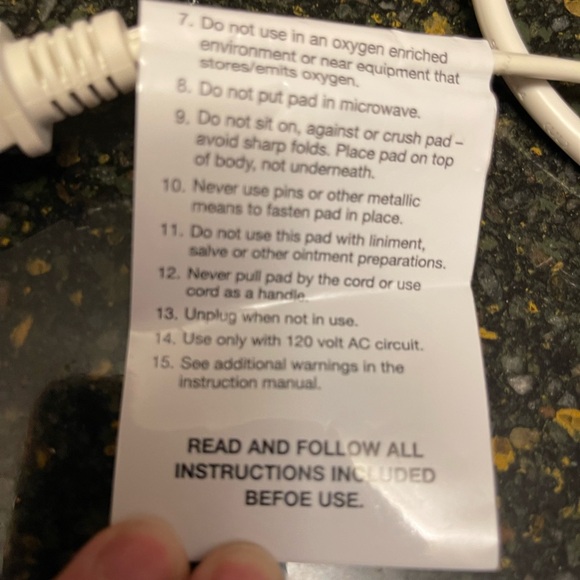 7. Do not use in an oxygen enriched
environment or near equipment that
stores/emits oxygen.
8. Do not put pad in microwave.
9. Do not sit on, against or crush pad –
avoid sharp folds. Place pad on top
of body, not underneath.
10. Never use pins or other metallic
means to fasten pad in place.
11. Do not use this pad with liniment,
salve or other ointment preparations.
12. Never pull pad by the cord or use
cord as a handle.
13. Unplug when not in use.
14. Use only with 120 volt AC circuit.
15. See additional warnings in the
instruction manual.
READ AND FOLLOW ALL
INSTRUCTIONS INCLUDED
BEFOE USE.